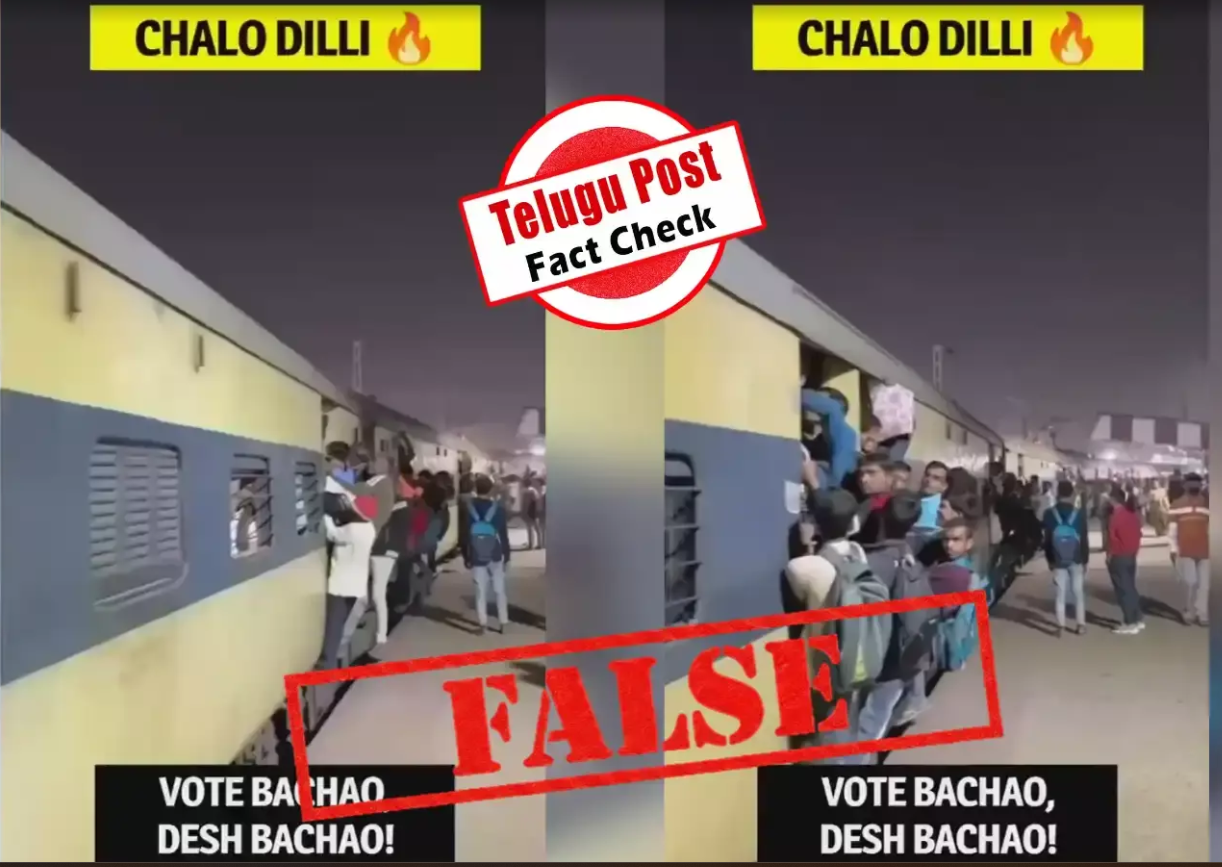 CHALO DILLI 🔥
CHALO DILLI 🔥
Telugu Post
Fact Check
FALSE
VOTE BACHAO,
DESH BACHAO!
VOTE BACHAO,
DESH BACHAO!